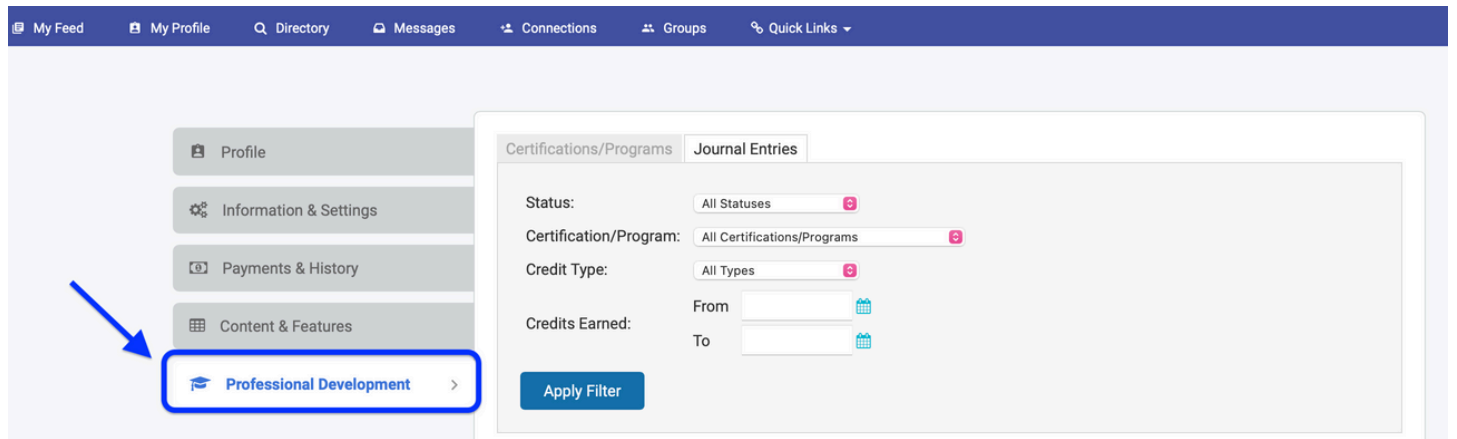 My Feed My Profile Directory Messages Connections Groups Quick Links
Profile
Information & Settings
Payments & History
Content & Features
Professional Development
Certifications/Programs Journal Entries
Status: All Statuses
Certification/Program: All Certifications/Programs
Credit Type: All Types
Credits Earned:
From
To
Apply Filter